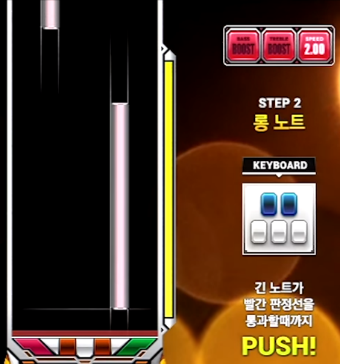 BASS
BOOST
TREBLE
BOOST
SPEED
2.00
STEP 2
롱 노트
KEYBOARD
긴 노트가
빨간 판정선을
통과할때까지
PUSH!